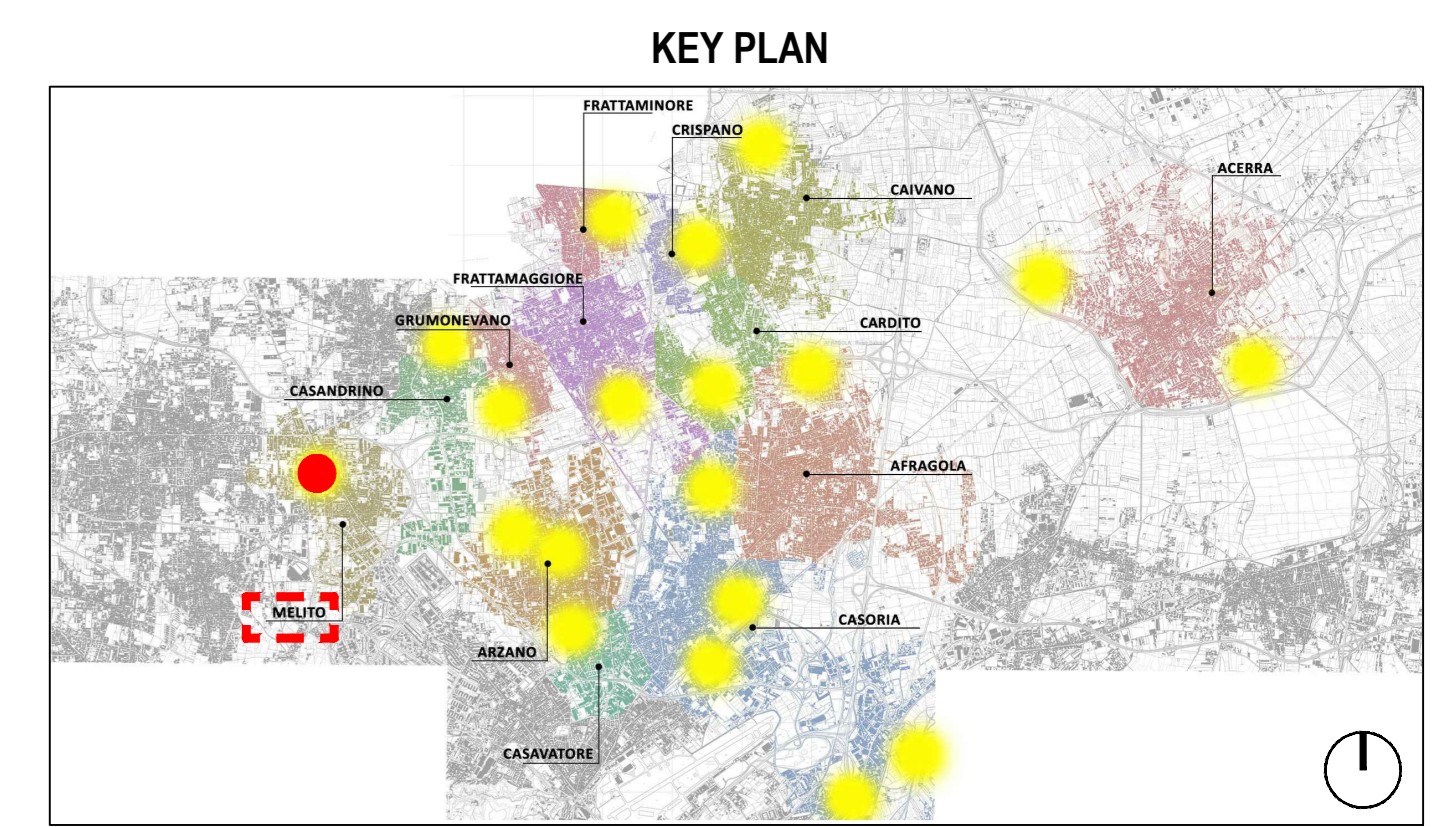 KEY PLAN
FRATTAMINORE
CRISPANO
ACERRA
CAIVANO
FRATTAMAGGIORE
GRUMONEVANO
CARDITO
CASANDRINO
AFRAGOLA
MELITO
CASORIA
ARZANO
CASAVATORE